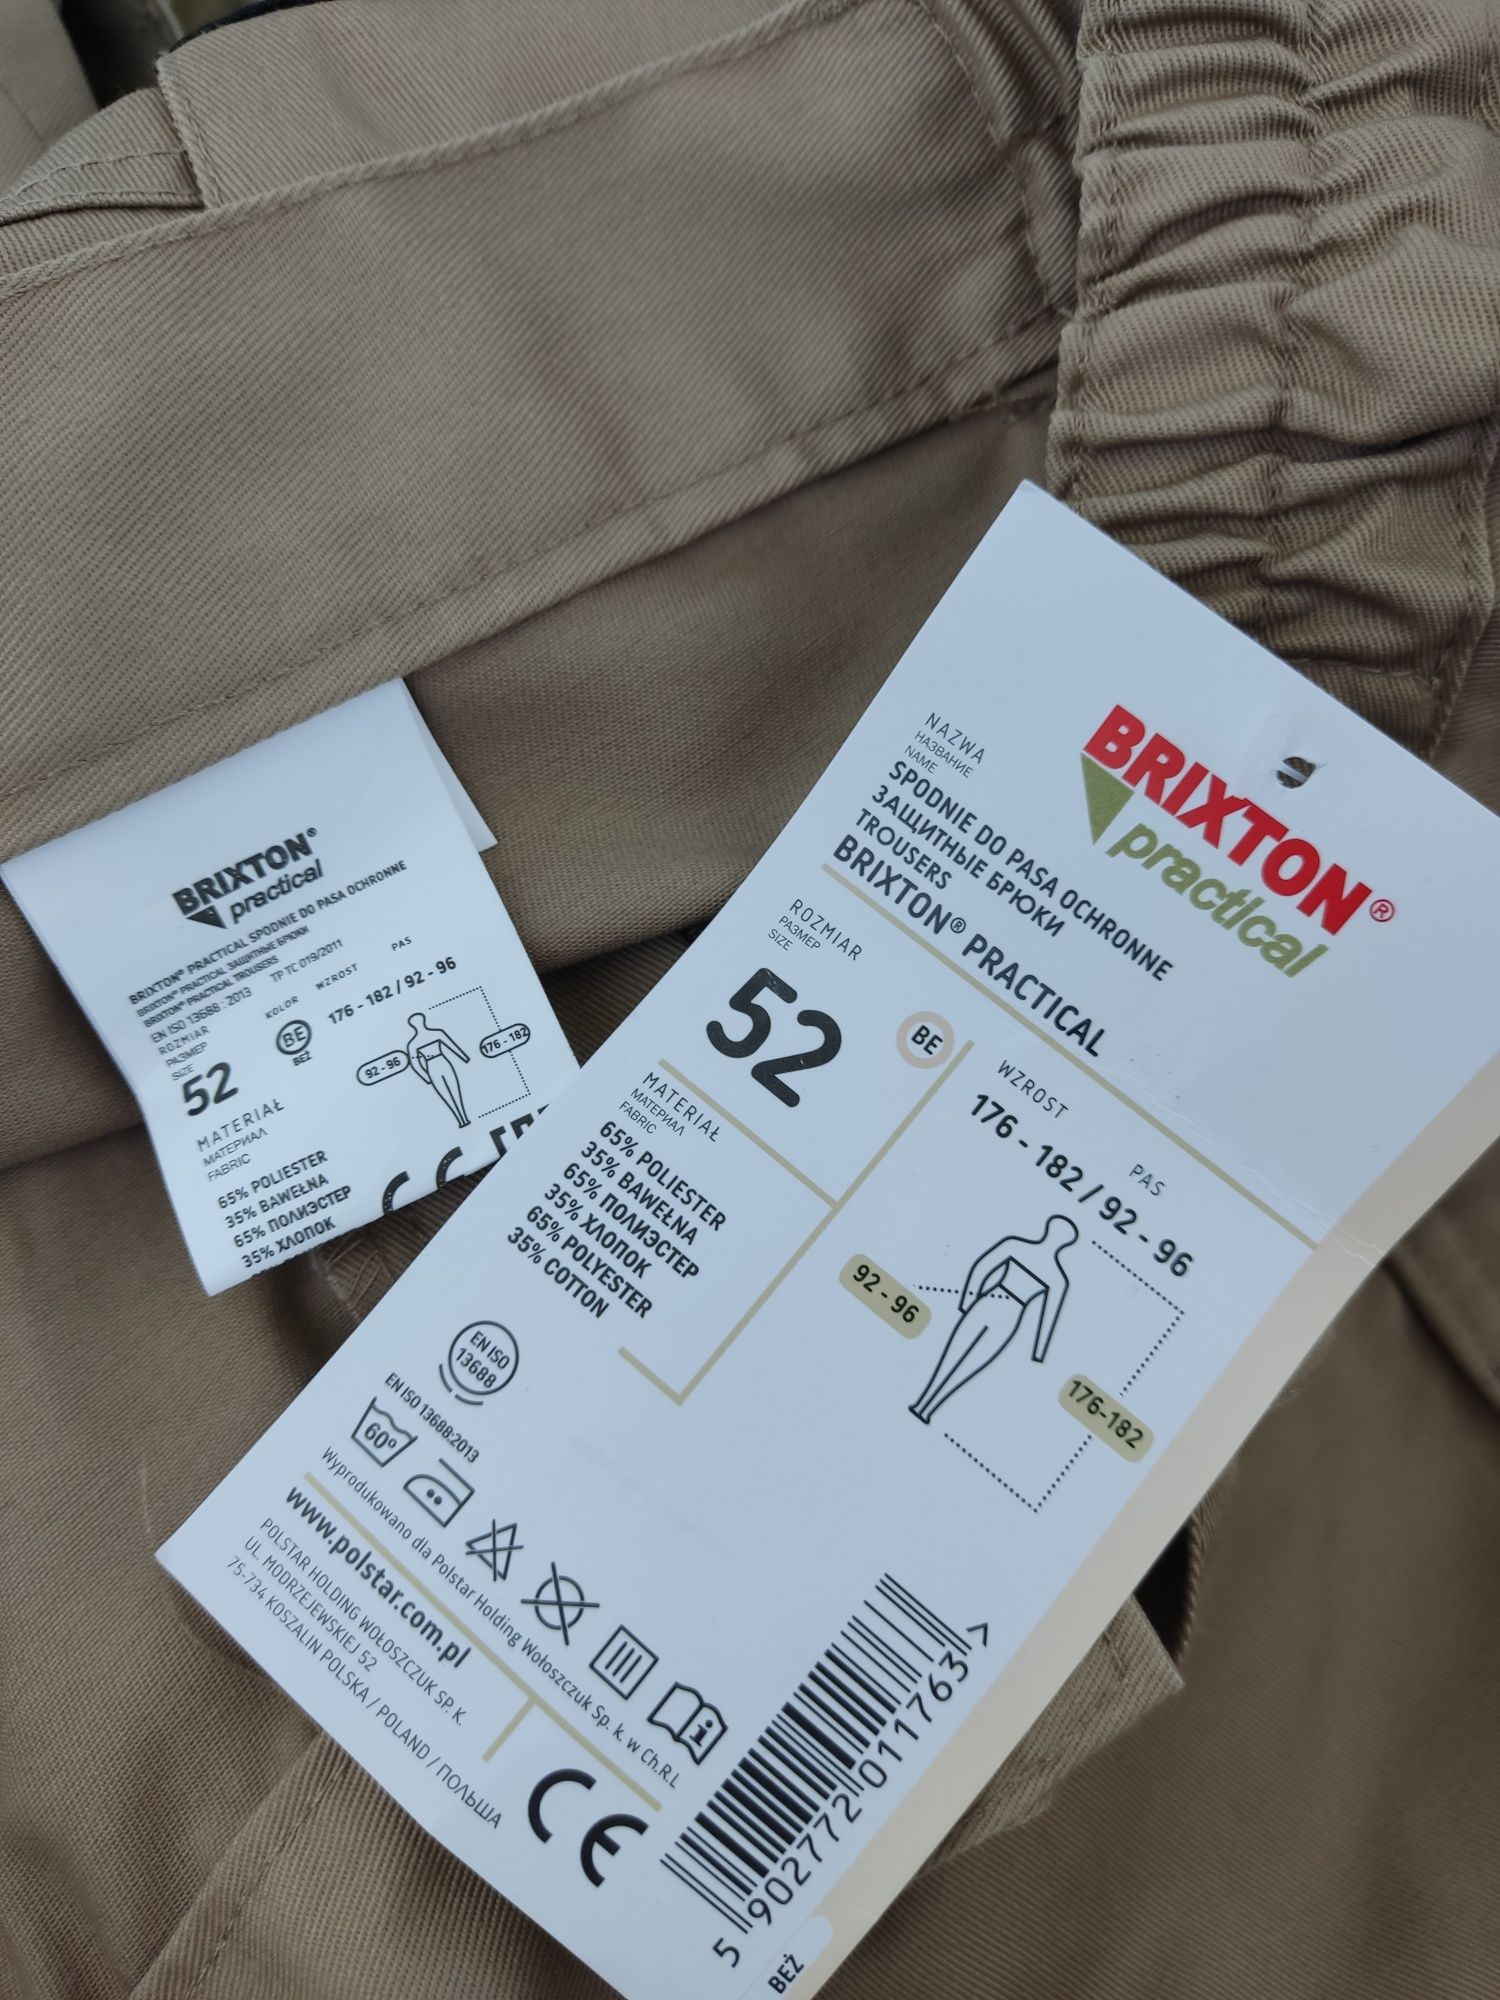 BRIXTON®
practical
BRIXTON® PRACTICAL SPODNIE DO PASA OCHRONNE
BRIXTON® PRACTICAL ЗАЩИТНЫЕ БРЮКИ
BRIXTON® PRACTICAL TROUSERS
EN ISO 13688 : 2013 TP TC 019/2011
ROZMIAR
РАЗМЕР
SIZE
52
KOLOR
BE
BEŻ
WZROST PAS
176 - 182 / 92 - 96
92 - 96
176 - 182
MATERIAŁ
МАТЕРИАЛ
FABRIC
65% POLIESTER
35% BAWEŁNA
65% ПОЛИЭСТЕР
35% ХЛОПОК
BRIXTON®
practical
NAZWA
НАЗВАНИЕ
NAME
SPODNIE DO PASA OCHRONNE
ЗАЩИТНЫЕ БРЮКИ
TROUSERS
BRIXTON® PRACTICAL
ROZMIAR
РАЗМЕР
SIZE
52
BE
WZROST PAS
176 - 182 / 92 - 96
92 - 96
176-182
MATERIAŁ
МАТЕРИАЛ
FABRIC
65% POLIESTER
35% BAWEŁNA
65% ПОЛИЭСТЕР
35% ХЛОПОК
65% POLYESTER
35% COTTON
EN ISO
13688
EN ISO 13688:2013
60°
Wyprodukowano dla Polstar Holding Wołoszczuk Sp. k. w Ch.R.L
www.polstar.com.pl
POLSTAR HOLDING WOŁOSZCZUK SP. K.
UL. MODRZEJEWSKIEJ 52
75-734 KOSZALIN POLSKA / POLAND / ПОЛЬША
CE
5 902772 011763 >
BEŻ